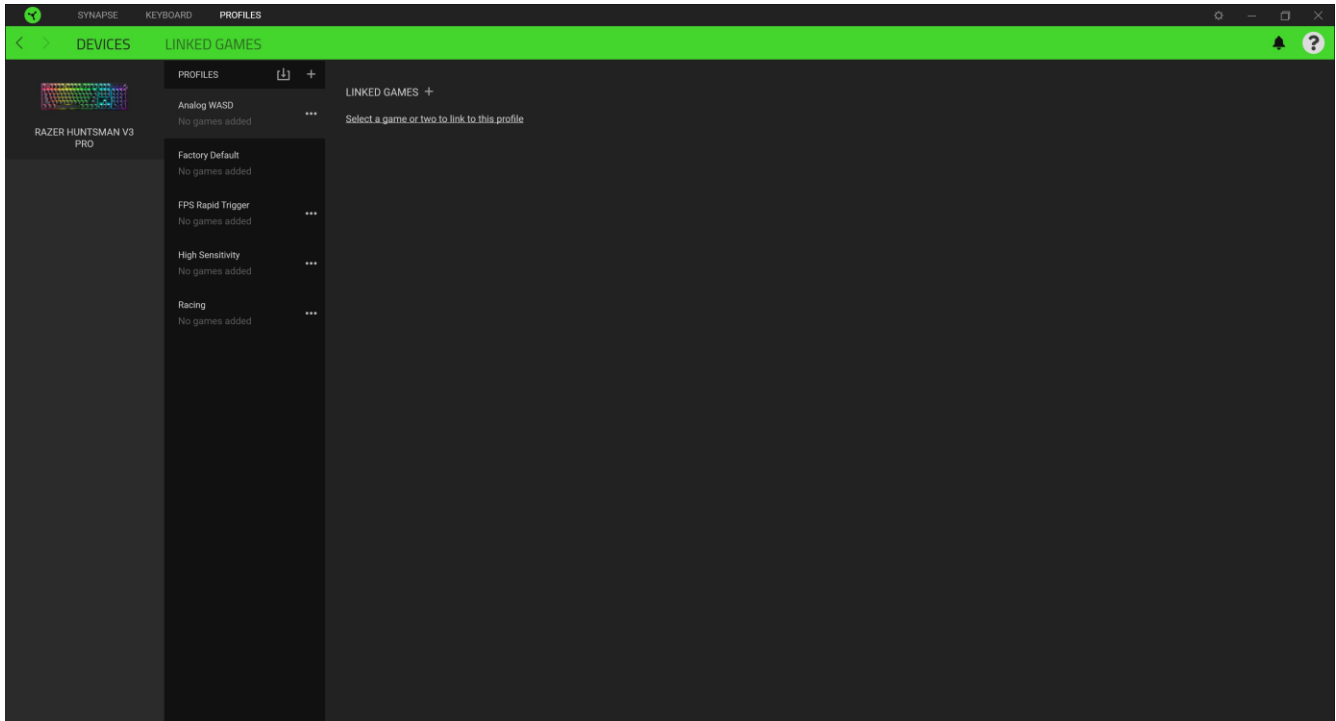 SYNAPSE KEYBOARD PROFILES
DEVICES LINKED GAMES
?
RAZER HUNTSMAN V3
PRO
PROFILES
Analog WASD
No games added
Factory Default
No games added
FPS Rapid Trigger
No games added
High Sensitivity
No games added
Racing
No games added
LINKED GAMES +
Select a game or two to link to this profile